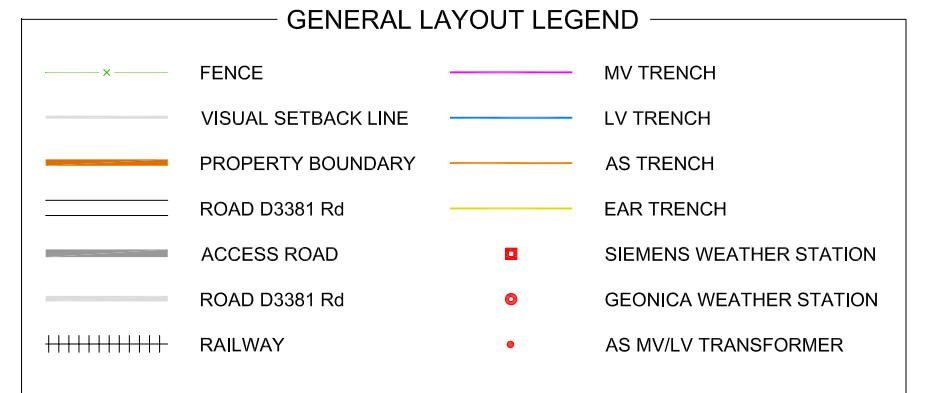 GENERAL LAYOUT LEGEND
FENCE
VISUAL SETBACK LINE
PROPERTY BOUNDARY
ROAD D3381 Rd
ACCESS ROAD
ROAD D3381 Rd
RAILWAY
MV TRENCH
LV TRENCH
AS TRENCH
EAR TRENCH
SIEMENS WEATHER STATION
GEONICA WEATHER STATION
AS MV/LV TRANSFORMER